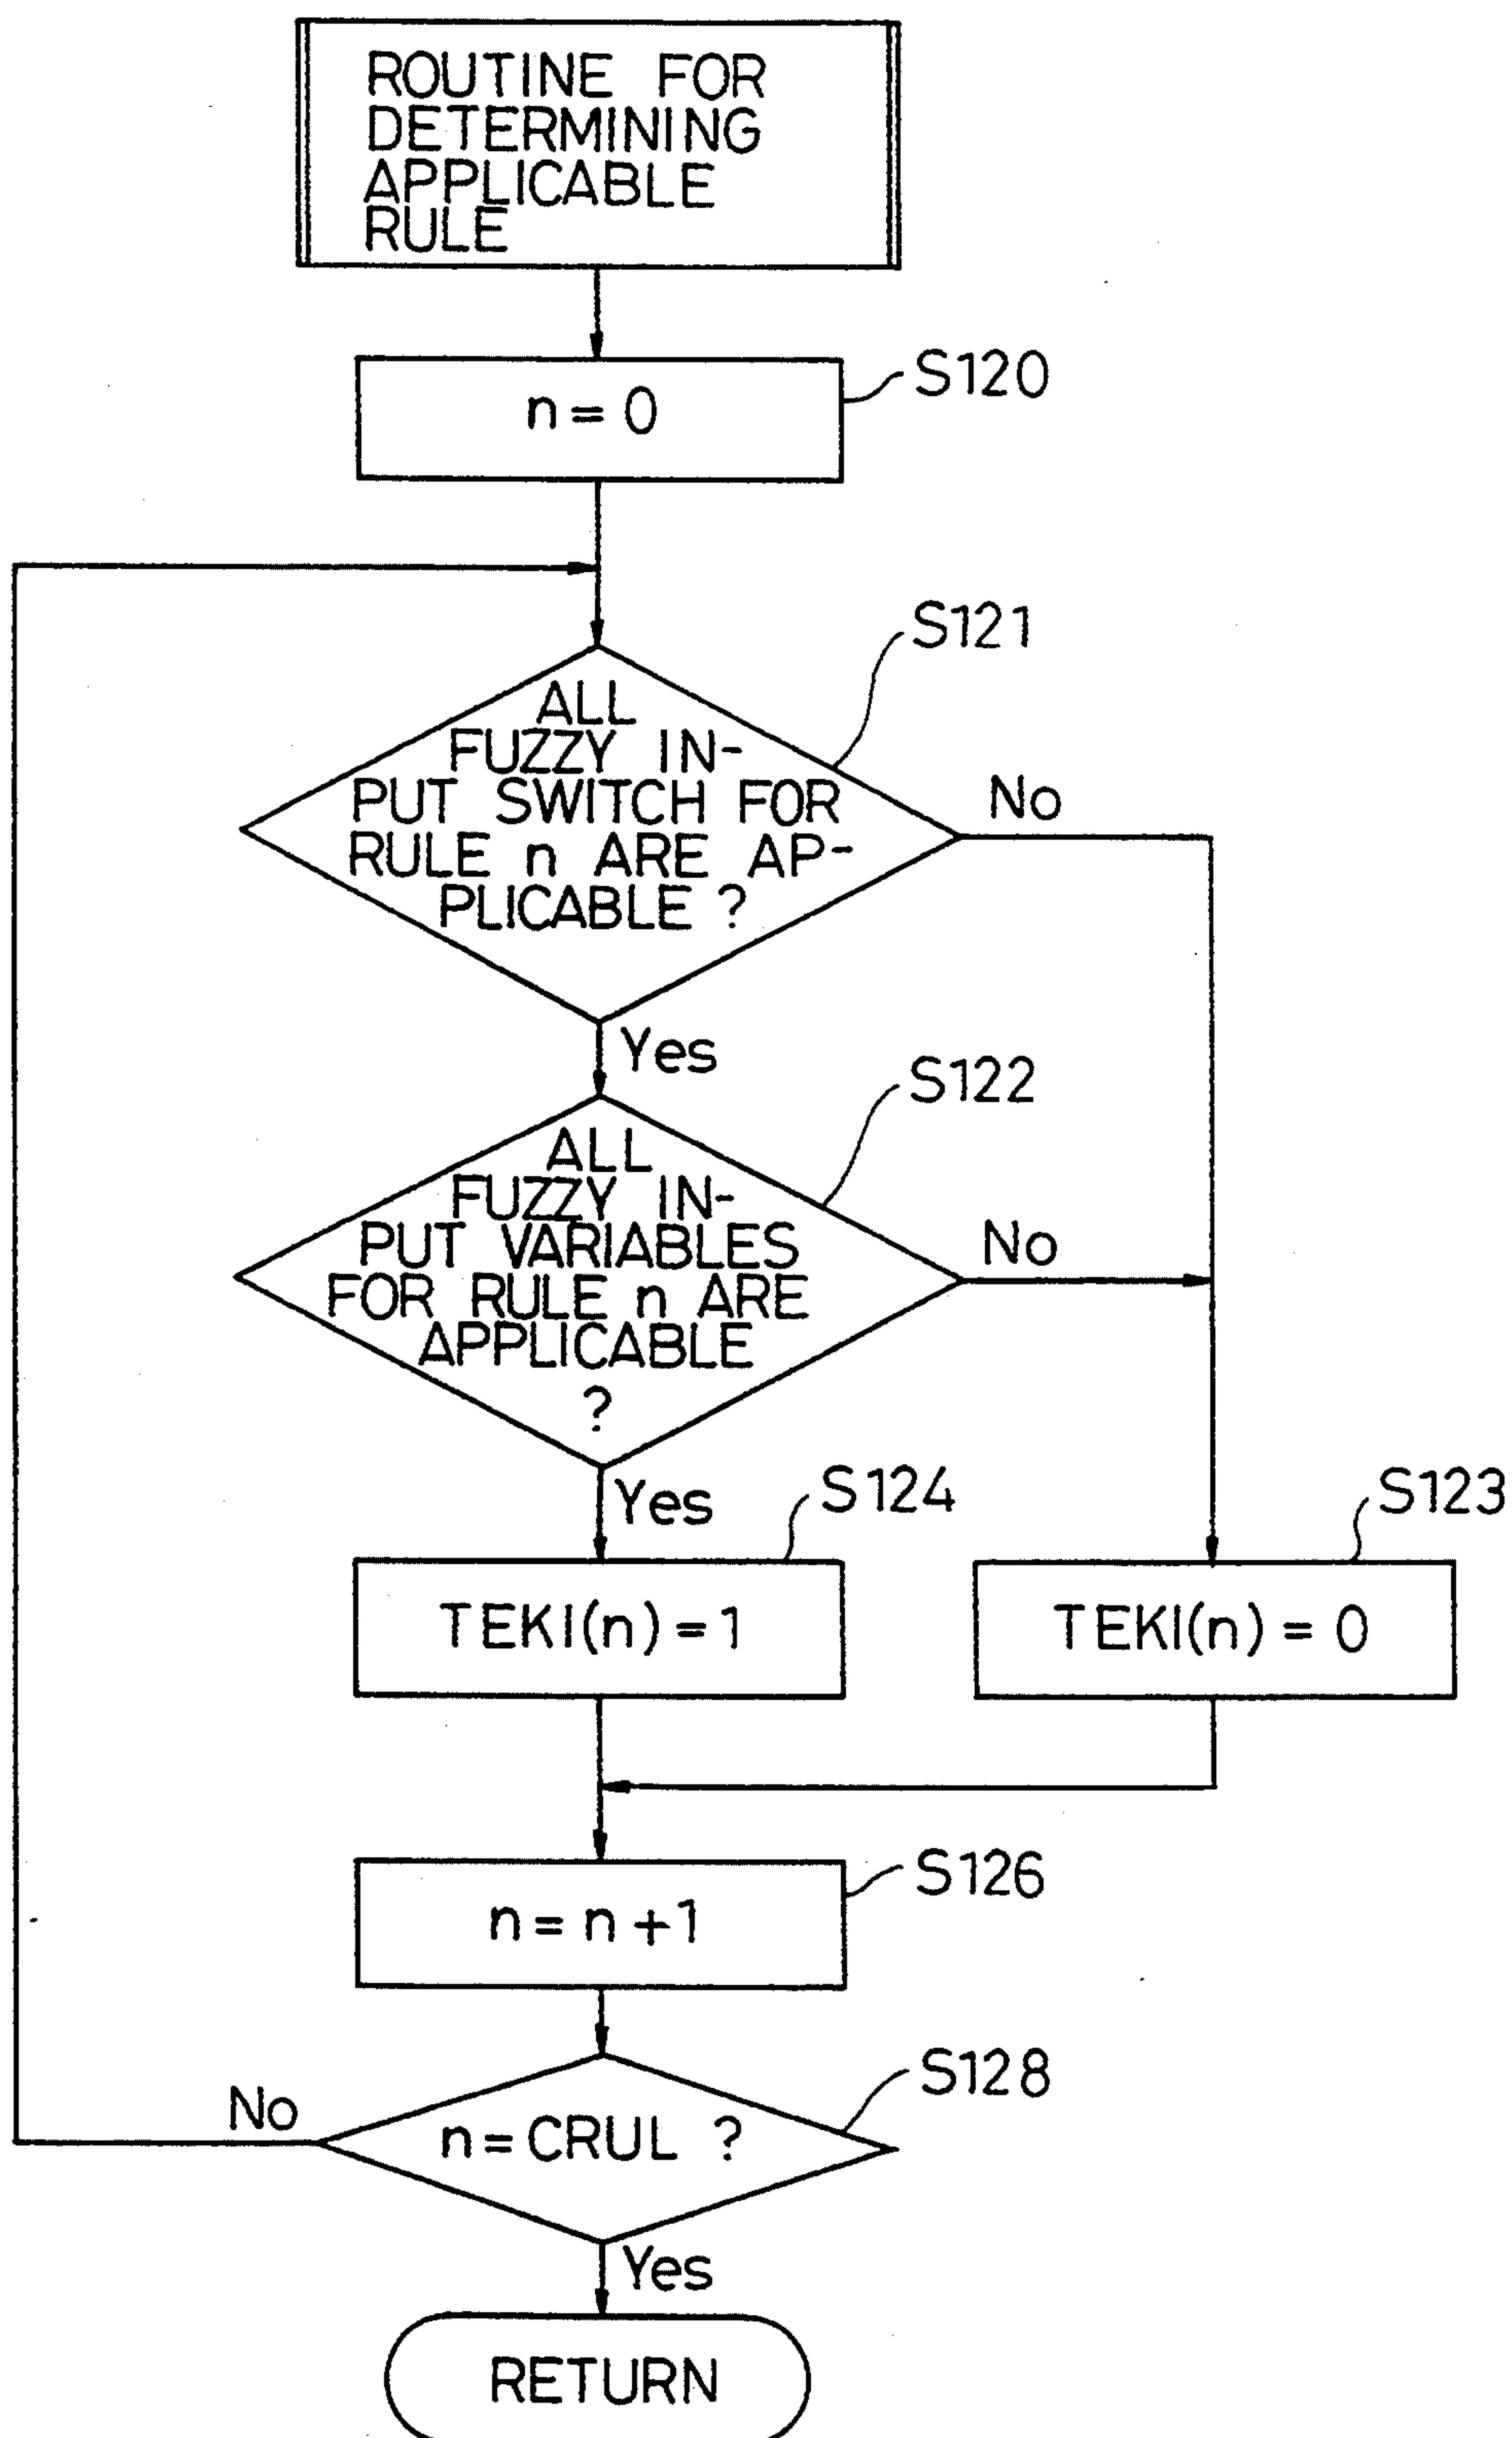 ROUTINE FOR
DETERMINING
APPLICABLE
RULE
S120
n = 0
S121
ALL
FUZZY IN-
PUT SWITCH FOR
RULE n ARE AP-
PLICABLE ?
No
Yes
S122
ALL
FUZZY IN-
PUT VARIABLES
FOR RULE n ARE
APPLICABLE
?
No
Yes
S124
S123
TEKI(n) = 1
TEKI(n) = 0
S126
n = n + 1
S128
No
n = CRUL ?
Yes
RETURN